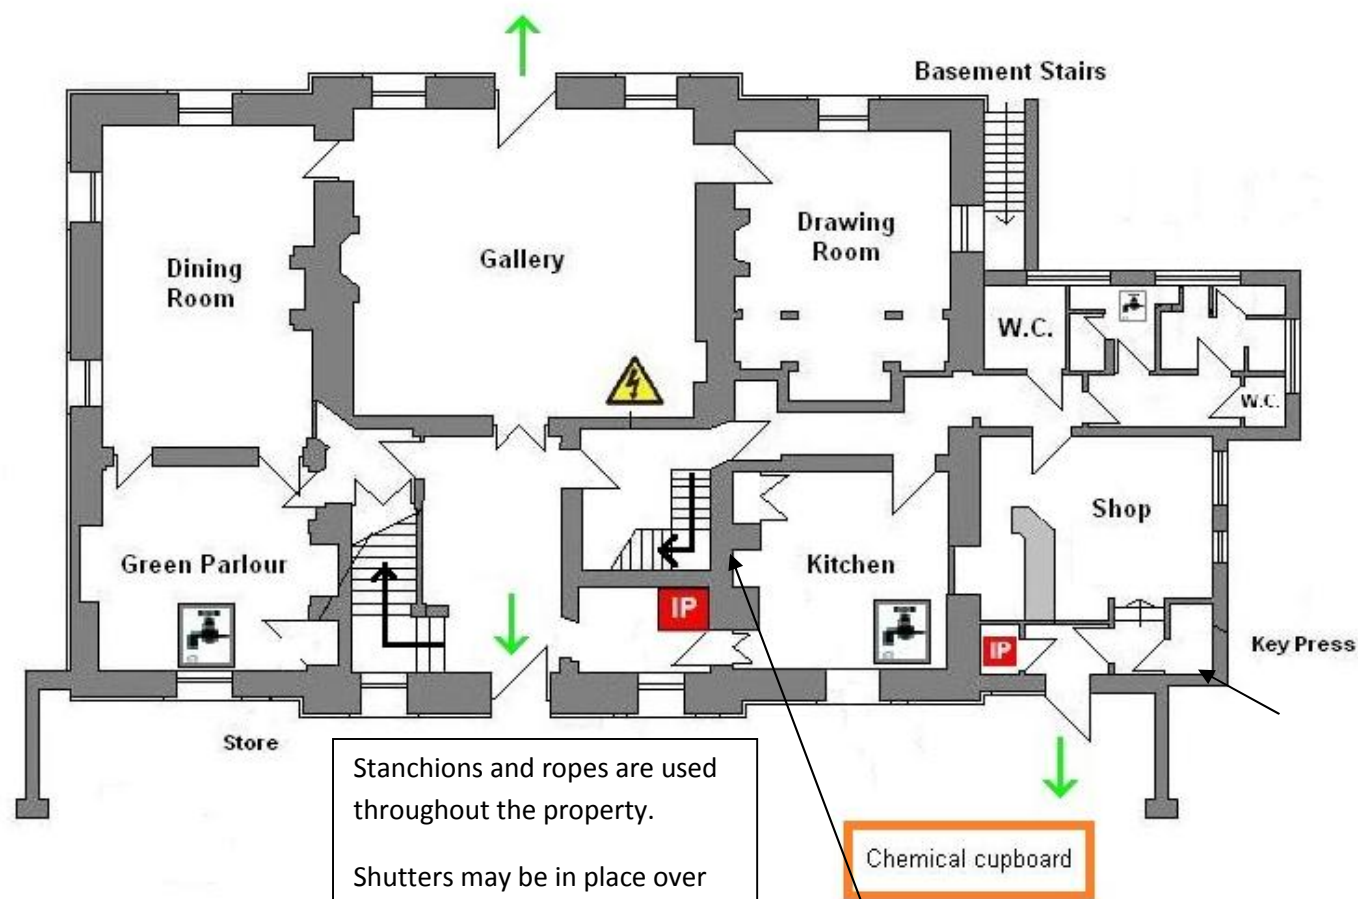 Basement Stairs
Dining
Room
Gallery
Drawing
Room
W.C.
W.C.
Green Parlour
Kitchen
Shop
IP
IP
Key Press
Store
Stanchions and ropes are used
throughout the property.
Shutters may be in place over
Chemical cupboard